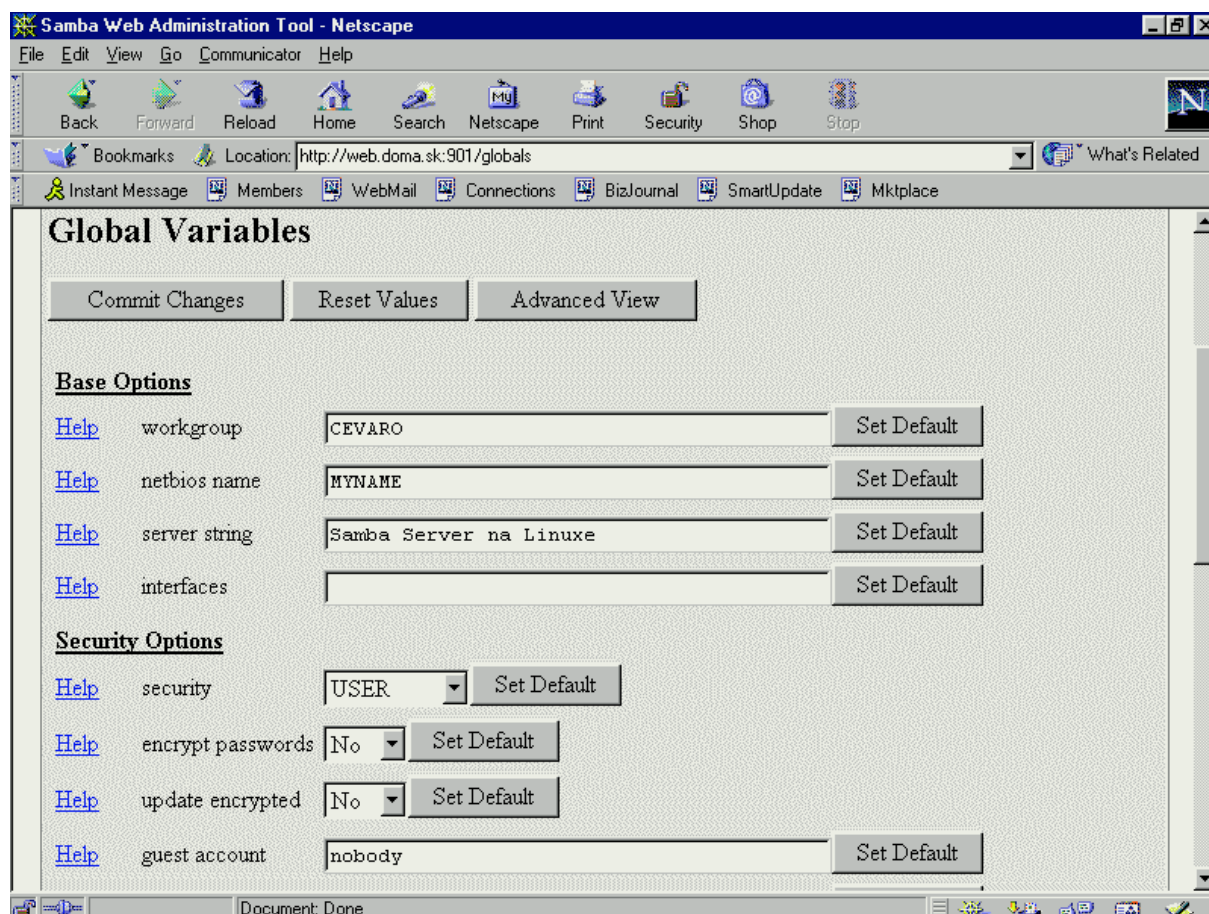 Samba Web Administration Tool - Netscape
File Edit View Go Communicator Help
Back Forward Reload Home Search Netscape Print Security Shop Stop
Bookmarks Location: http://web.doma.sk:901/globals What's Related
Instant Message Members WebMail Connections BizJournal SmartUpdate Mktplace
Global Variables
Commit Changes Reset Values Advanced View
Base Options
Help workgroup CEVARO Set Default
Help netbios name MYNAME Set Default
Help server string Samba Server na Linuxe Set Default
Help interfaces Set Default
Security Options
Help security USER Set Default
Help encrypt passwords No Set Default
Help update encrypted No Set Default
Help guest account nobody Set Default
Document: Done